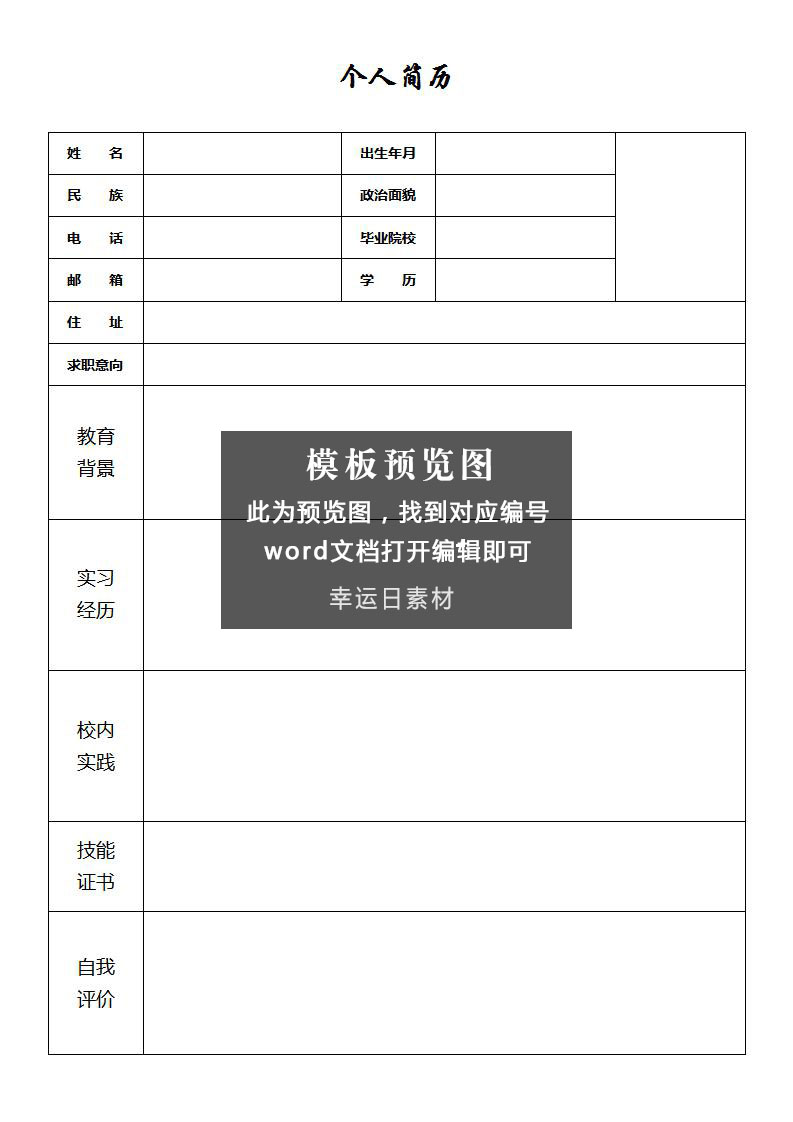 个人简历
姓 名 出生年月
民 族 政治面貌
电 话 毕业院校
邮 箱 学 历
住 址
求职意向
教育
背景
模板预览图
此为预览图，找到对应编号
word文档打开编辑即可
幸运日素材
实习
经历
校内
实践
技能
证书
自我
评价